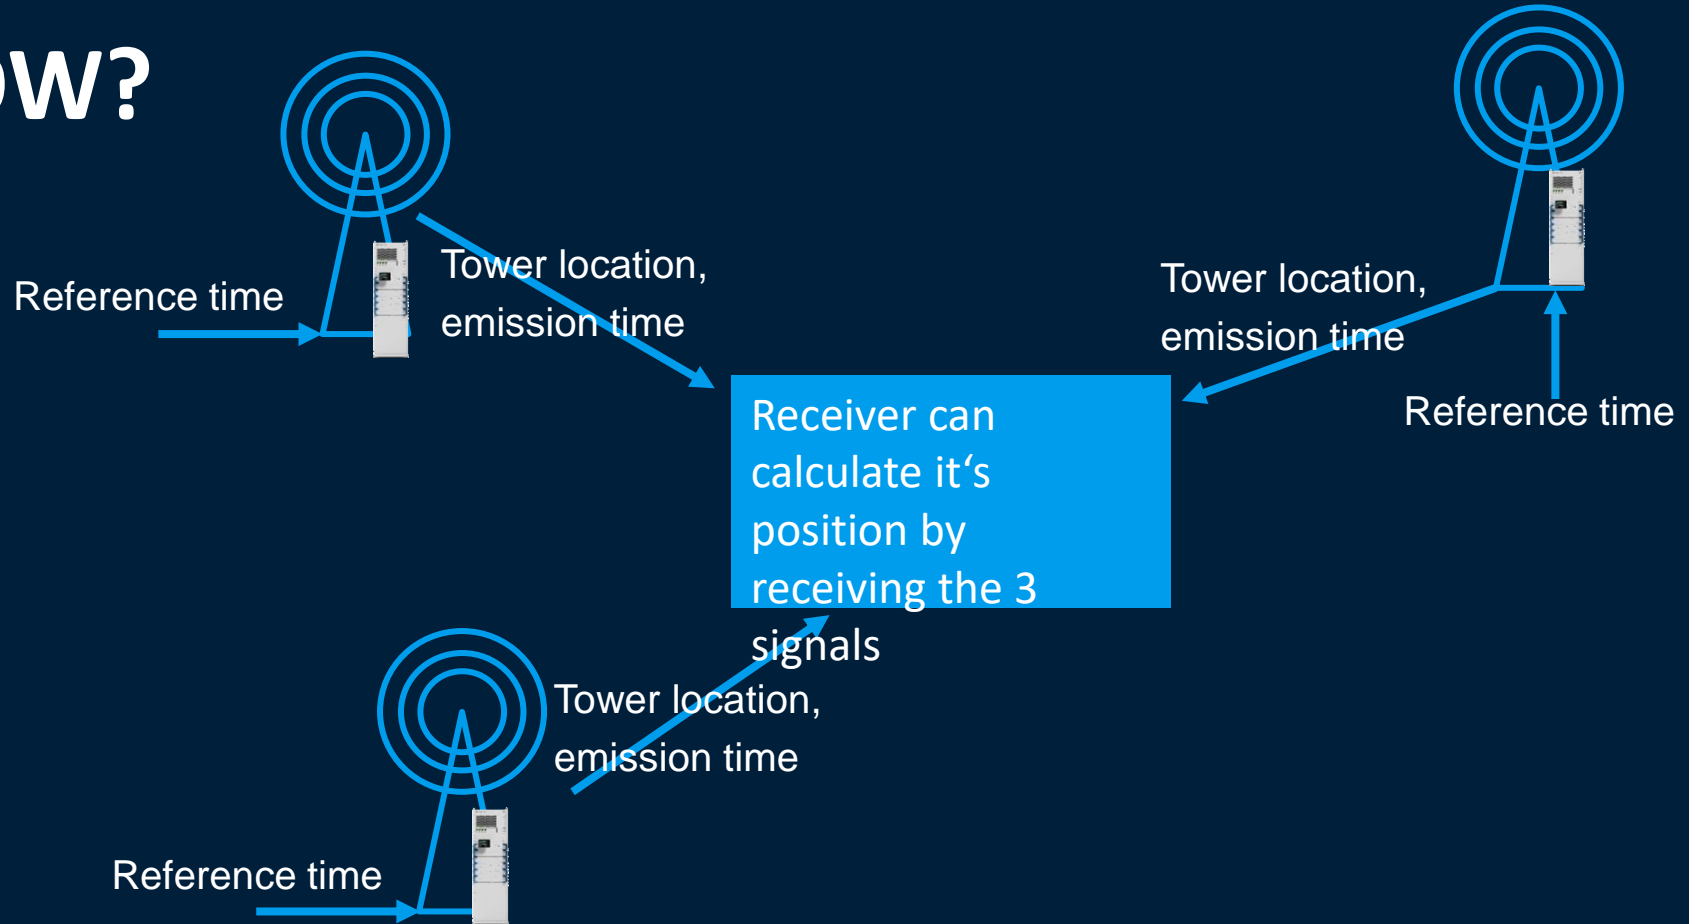 OW?
Reference time
Tower location,
emission time
Tower location,
emission time
Reference time
Receiver can
calculate it‘s
position by
receiving the 3
signals
Tower location,
emission time
Reference time